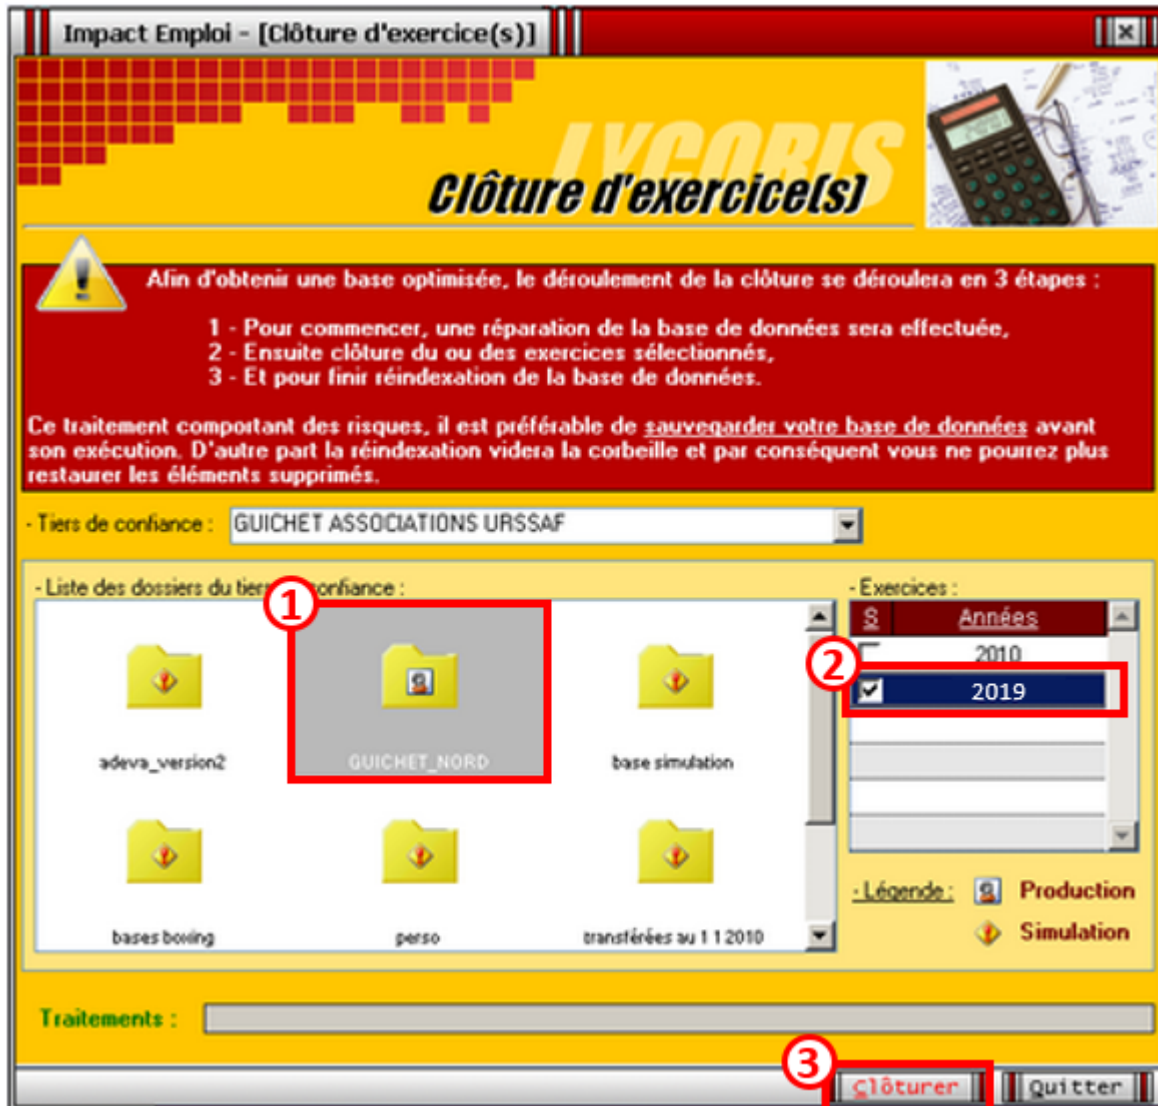 Impact Emploi - [Clôture d'exercice(s)]
LYCORIS
Clôture d'exercice(s)
Afin d'obtenir une base optimisée, le déroulement de la clôture se déroulera en 3 étapes :
1 - Pour commencer, une réparation de la base de données sera effectuée,
2 - Ensuite clôture du ou des exercices sélectionnés,
3 - Et pour finir réindexation de la base de données.
Ce traitement comportant des risques, il est préférable de sauvegarder votre base de données avant
son exécution. D'autre part la réindexation videra la corbeille et par conséquent vous ne pourrez plus
restaurer les éléments supprimés.
- Tiers de confiance : GUICHET ASSOCIATIONS URSSAF
- Liste des dossiers du tiers confiance :
- Exercices :
1
S Années
2010
2
2019
adeva_version2
GUICHET_NORD
base simulation
- Légende : Production
Simulation
bases boxing
perso
transférées au 1 1 2010
Traitements :
3
Clôturer
Quitter